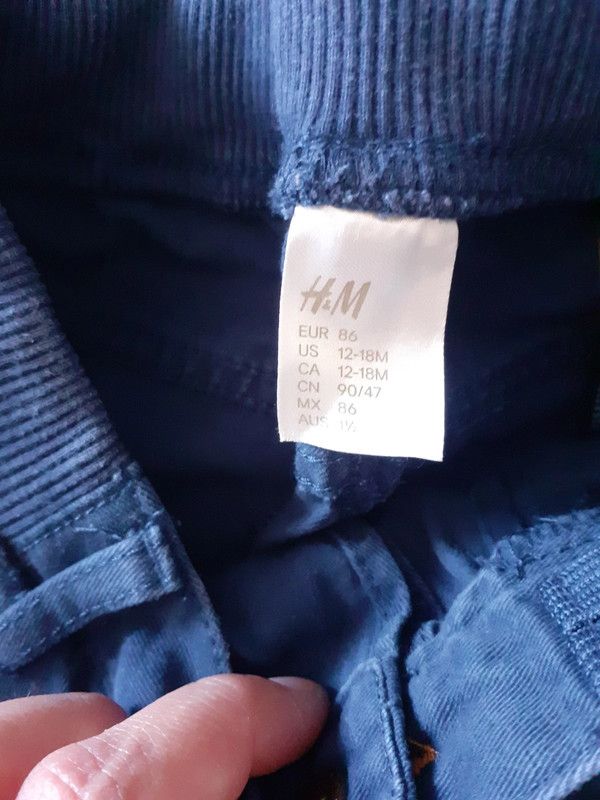 H&M
EUR 86
US 12-18M
CA 12-18M
CN 90/47
MX 86
AUS 1½